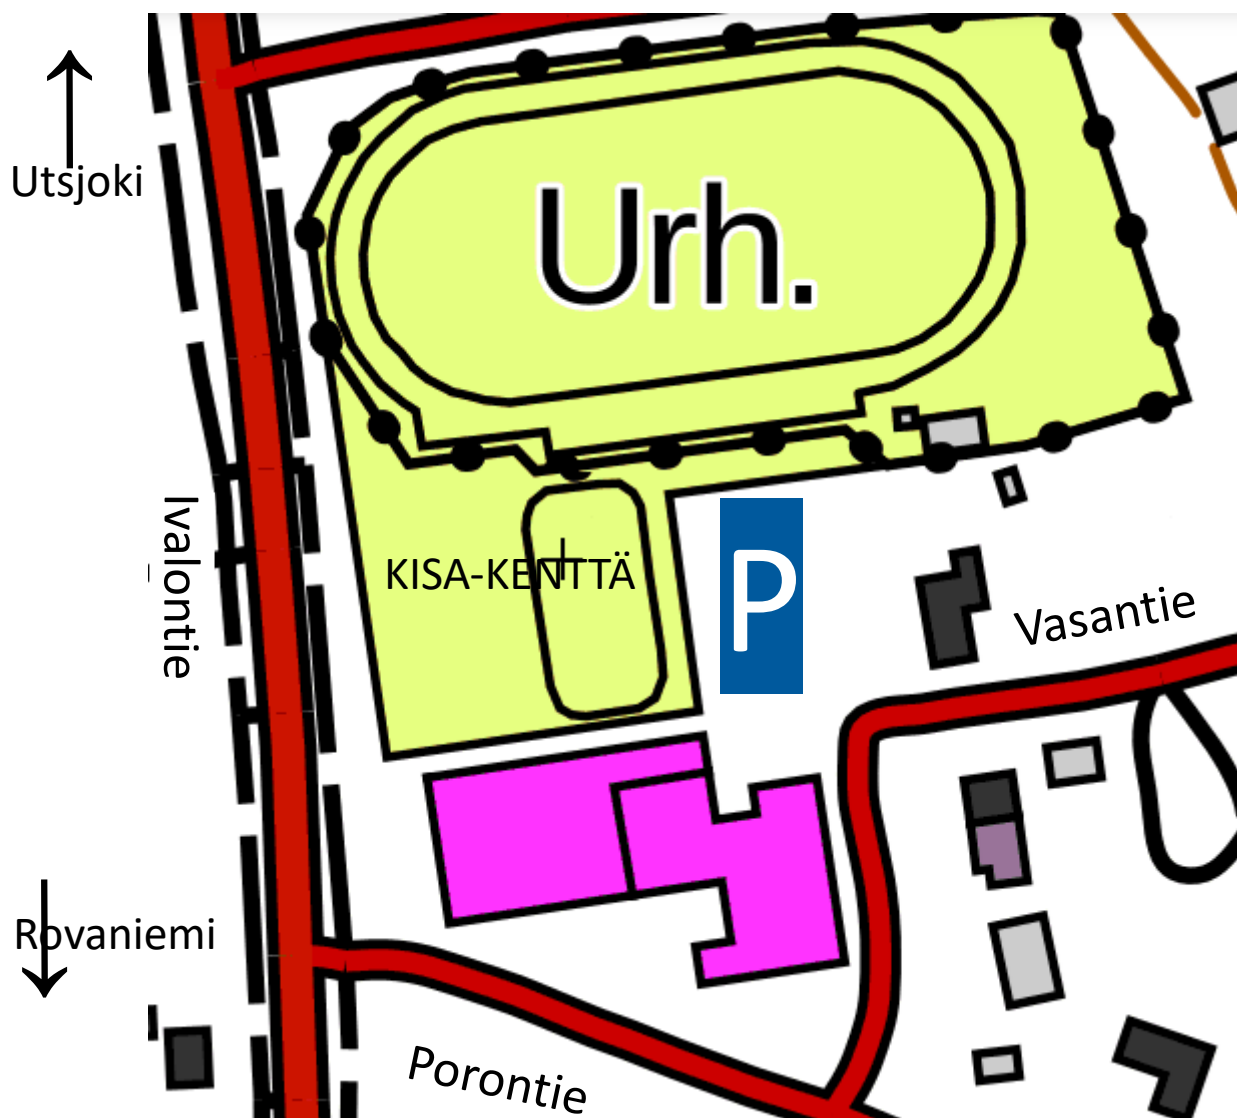 Utsjoki
Urh.
Ivalontie
KISA-KENTTÄ
P
Vasantie
Rovaniemi
Porontie